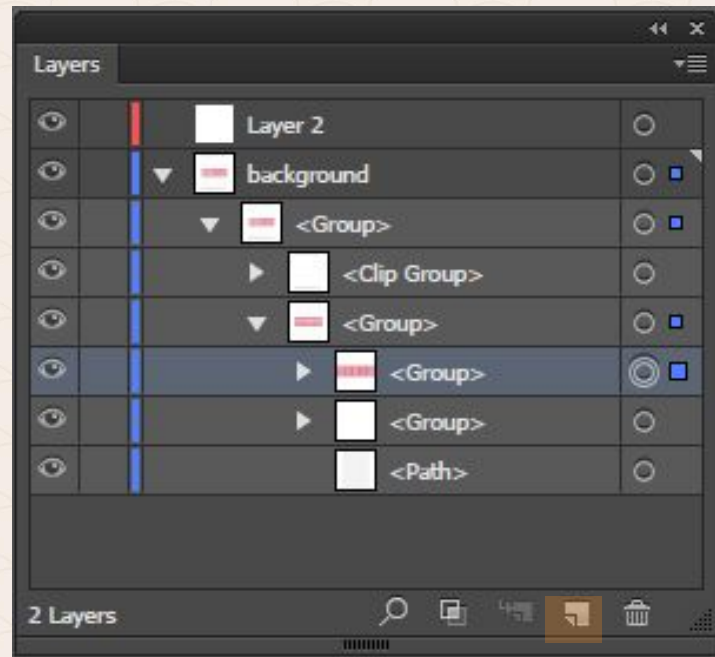 Layers
Layer 2
background
<Group>
<Clip Group>
<Group>
<Group>
<Group>
<Path>
2 Layers